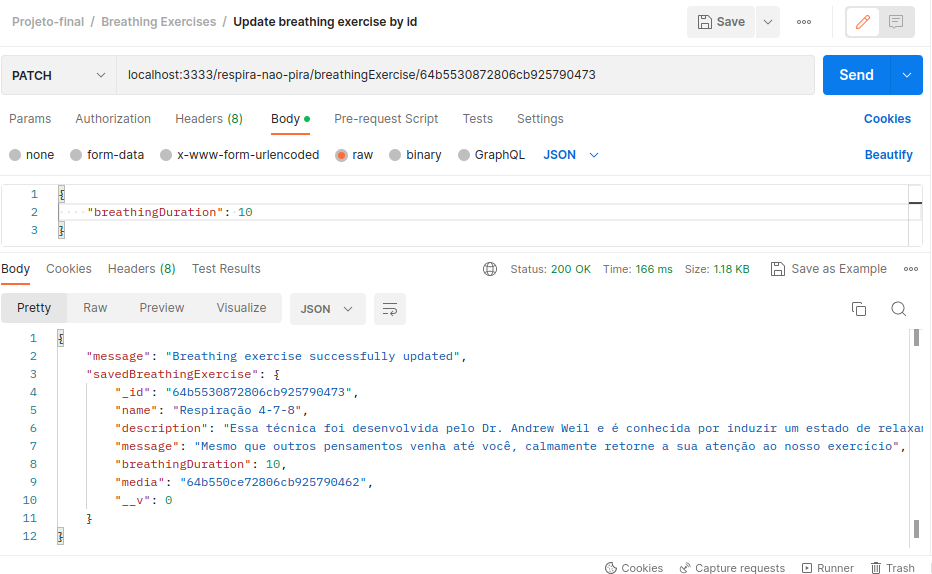 Projeto-final / Breathing Exercises / Update breathing exercise by id Save
PATCH localhost:3333/respira-nao-pira/breathingExercise/64b5530872806cb925790473 Send
Params Authorization Headers (8) Body Pre-request Script Tests Settings Cookies
none form-data x-www-form-urlencoded raw binary GraphQL JSON Beautify
1 {
2 "breathingDuration": 10
3 }
Body Cookies Headers (8) Test Results Status: 200 OK Time: 166 ms Size: 1.18 KB Save as Example
Pretty Raw Preview Visualize JSON
1 {
2 "message": "Breathing exercise successfully updated",
3 "savedBreathingExercise": {
4 "_id": "64b5530872806cb925790473",
5 "name": "Respiração 4-7-8",
6 "description": "Essa técnica foi desenvolvida pelo Dr. Andrew Weil e é conhecida por induzir um estado de
7 "message": "Mesmo que outros pensamentos venha até você, calmamente retorne a sua atenção ao nosso exercício",
8 "breathingDuration": 10,
9 "media": "64b550ce72806cb925790462",
10 "__v": 0
11 }
12 }
Cookies Capture requests Runner Trash